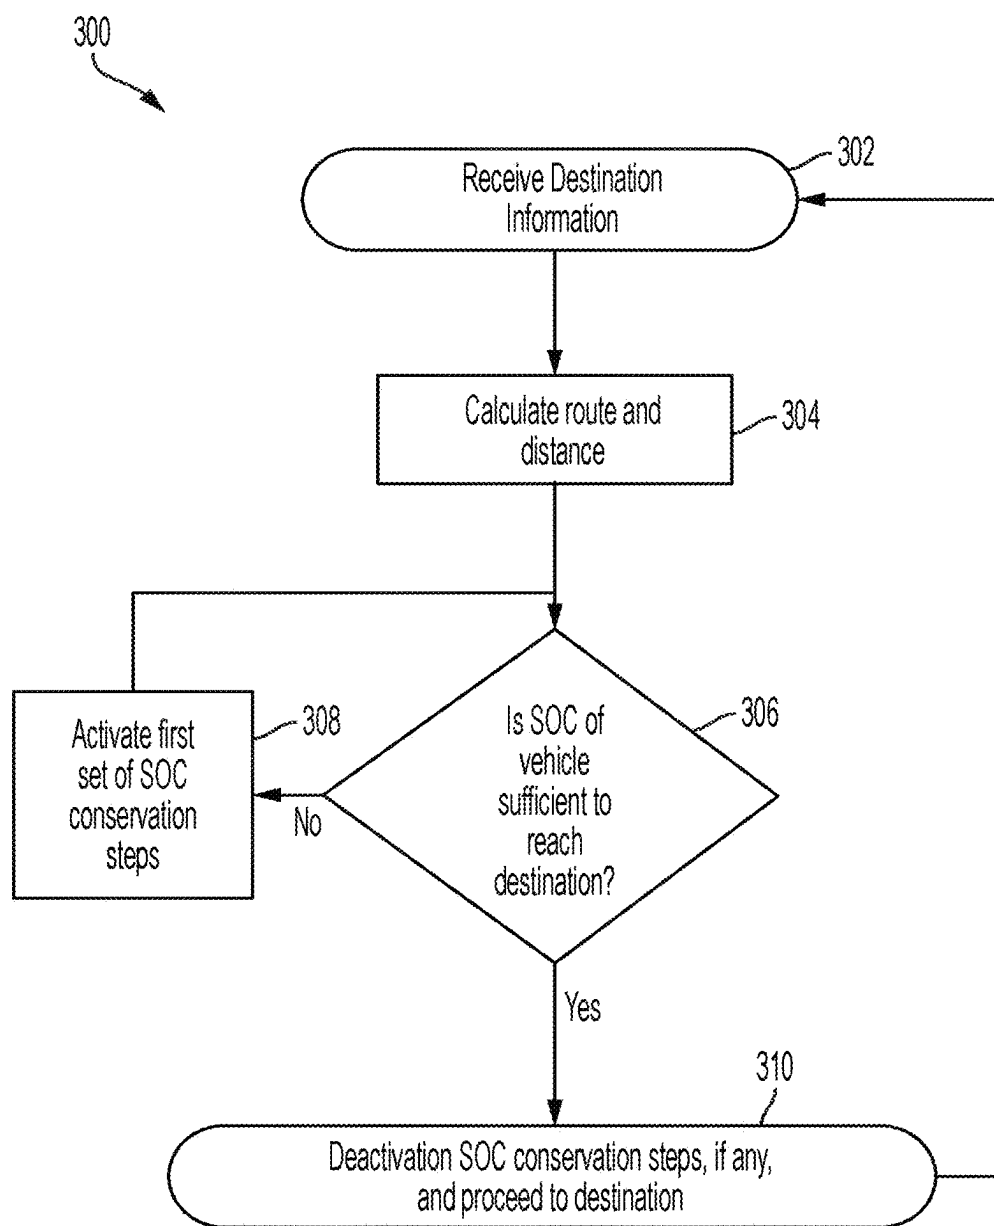 300
302
Receive Destination
Information
Calculate route and
distance
304
306
Activate first
set of SOC
conservation
steps
308
Is SOC of
vehicle
sufficient to
reach
destination?
No
Yes
310
Deactivation SOC conservation steps, if any,
and proceed to destination